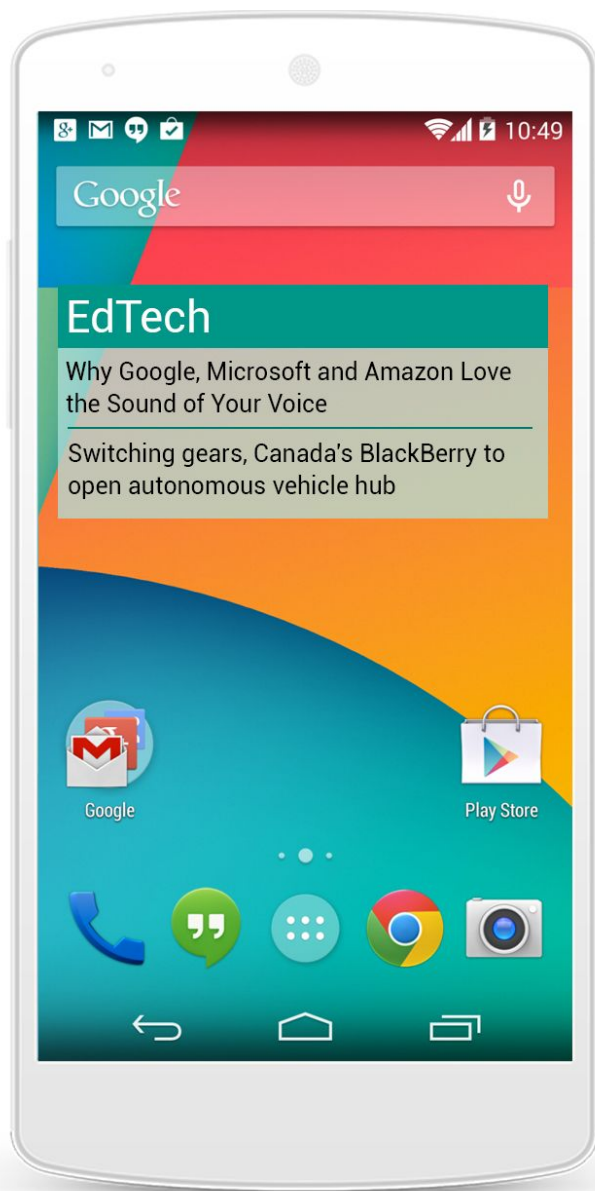 10:49
Google
EdTech
Why Google, Microsoft and Amazon Love
the Sound of Your Voice
Switching gears, Canada's BlackBerry to
open autonomous vehicle hub
Google
Play Store